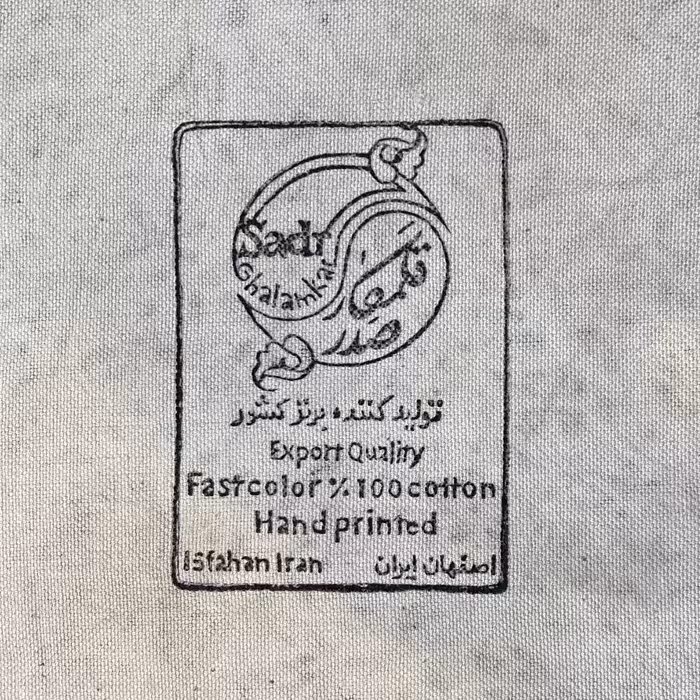 Sadr
Ghalamkar
قلمکار
صدر
تولید کننده برتر کشور
Export Quality
Fastcolor % 100 cotton
Hand printed
Isfahan Iran اصفهان ایران